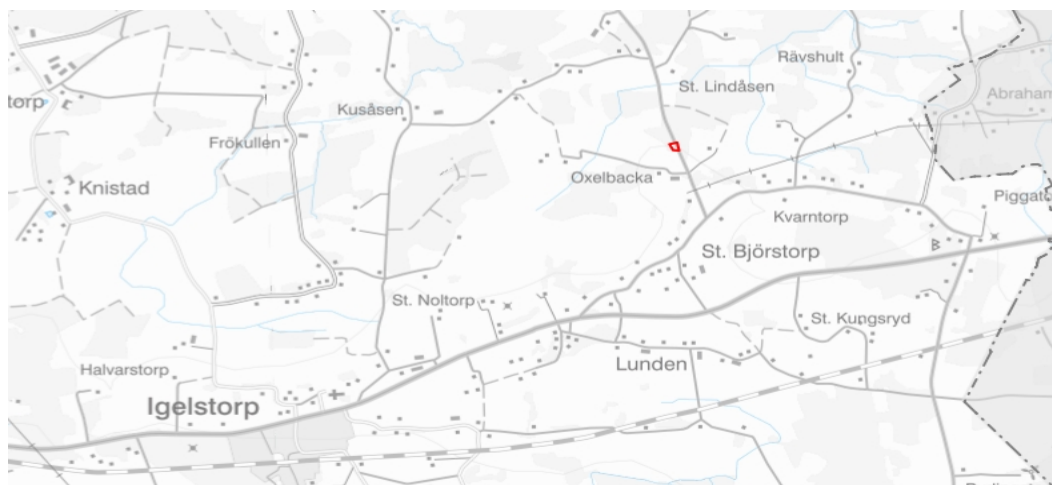 Rävshult
St. Lindåsen
Abraham
torp
Kusåsen
Frökullen
Oxelbacka
Knistad
Piggato
Kvarntorp
St. Björstorp
St. Noltorp
St. Kungsryd
Lunden
Halvarstorp
Igelstorp